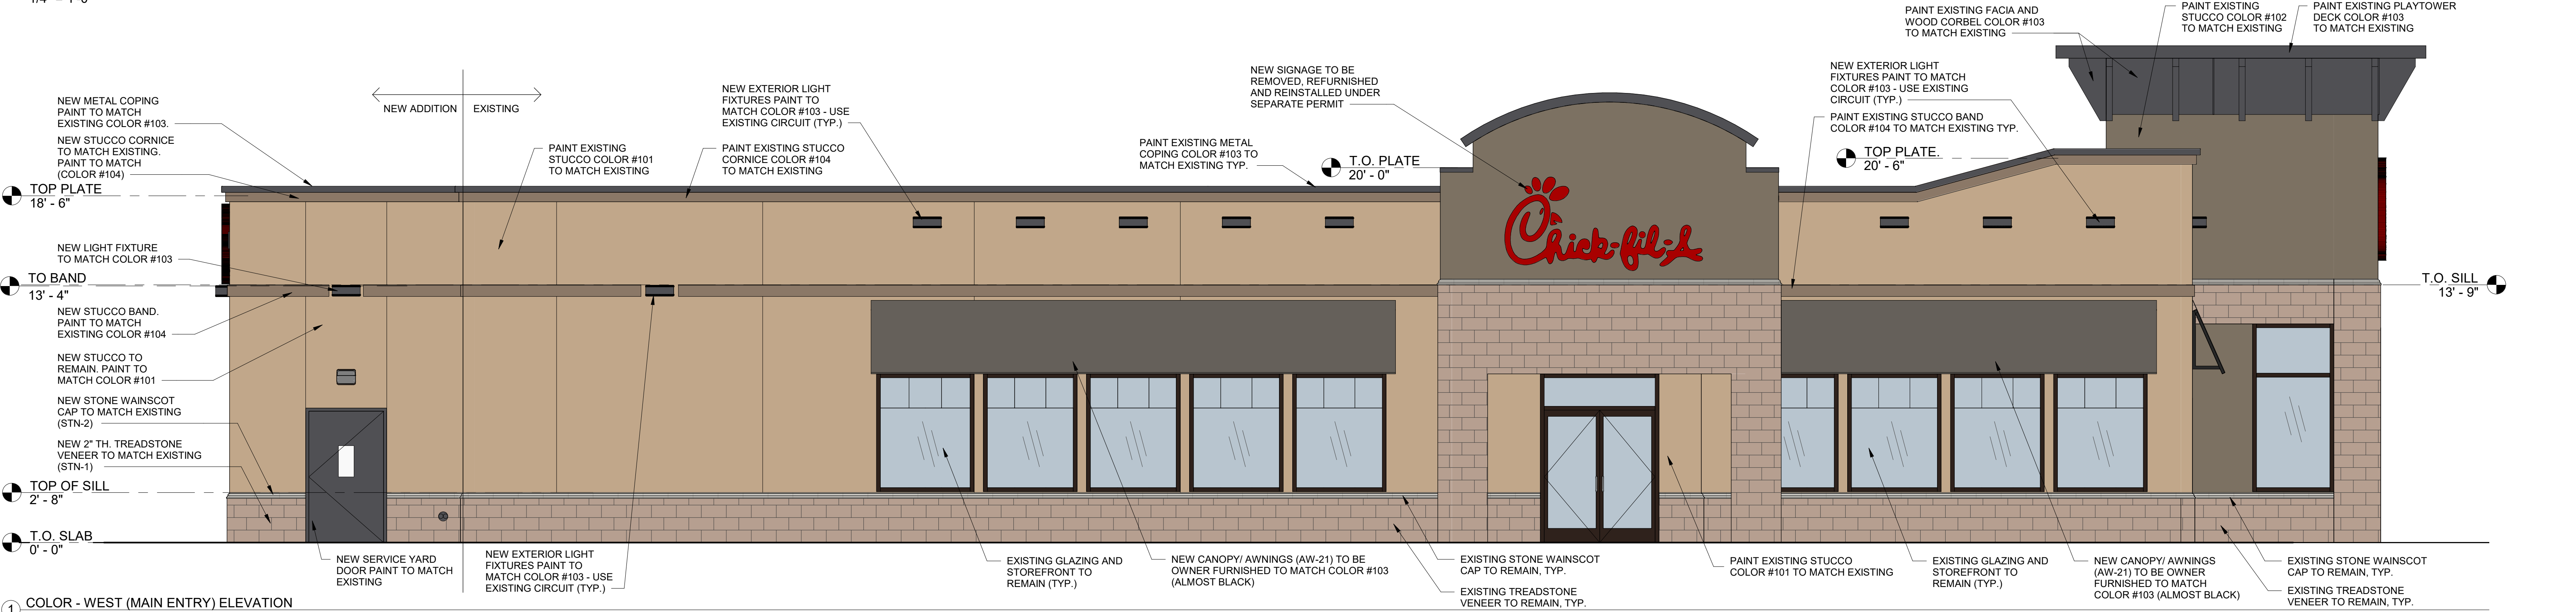 1/4" = 1'-0"
PAINT EXISTING FACIA AND
WOOD CORBEL COLOR #103
TO MATCH EXISTING
PAINT EXISTING
STUCCO COLOR #102
TO MATCH EXISTING
PAINT EXISTING PLAYTOWER
DECK COLOR #103
TO MATCH EXISTING
NEW METAL COPING
PAINT TO MATCH
EXISTING COLOR #103.
NEW STUCCO CORNICE
TO MATCH EXISTING.
PAINT TO MATCH
(COLOR #104)
TOP PLATE
18' - 6"
NEW LIGHT FIXTURE
TO MATCH COLOR #103
TO BAND
13' - 4"
NEW STUCCO BAND.
PAINT TO MATCH
EXISTING COLOR #104
NEW STUCCO TO
REMAIN. PAINT TO
MATCH COLOR #101
NEW STONE WAINSCOT
CAP TO MATCH EXISTING
(STN-2)
NEW 2" TH. TREADSTONE
VENEER TO MATCH EXISTING
(STN-1)
TOP OF SILL
2' - 8"
T.O. SLAB
0' - 0"
NEW ADDITION
EXISTING
PAINT EXISTING
STUCCO COLOR #101
TO MATCH EXISTING
NEW EXTERIOR LIGHT
FIXTURES PAINT TO
MATCH COLOR #103 - USE
EXISTING CIRCUIT (TYP.)
PAINT EXISTING STUCCO
CORNICE COLOR #104
TO MATCH EXISTING
PAINT EXISTING METAL
COPING COLOR #103 TO
MATCH EXISTING TYP.
NEW SIGNAGE TO BE
REMOVED, REFURNISHED
AND REINSTALLED UNDER
SEPARATE PERMIT
T.O. PLATE
20' - 0"
Chick-fil-A
NEW EXTERIOR LIGHT
FIXTURES PAINT TO MATCH
COLOR #103 - USE EXISTING
CIRCUIT (TYP.)
PAINT EXISTING STUCCO BAND
COLOR #104 TO MATCH EXISTING TYP.
TOP PLATE.
20' - 6"
T.O. SILL
13' - 9"
NEW SERVICE YARD
DOOR PAINT TO MATCH
EXISTING
NEW EXTERIOR LIGHT
FIXTURES PAINT TO
MATCH COLOR #103 - USE
EXISTING CIRCUIT (TYP.)
EXISTING GLAZING AND
STOREFRONT TO
REMAIN (TYP.)
NEW CANOPY/ AWNINGS (AW-21) TO BE
OWNER FURNISHED TO MATCH COLOR #103
(ALMOST BLACK)
EXISTING STONE WAINSCOT
CAP TO REMAIN, TYP.
EXISTING TREADSTONE
VENEER TO REMAIN, TYP.
PAINT EXISTING STUCCO
COLOR #101 TO MATCH EXISTING
EXISTING GLAZING AND
STOREFRONT TO
REMAIN (TYP.)
NEW CANOPY/ AWNINGS
(AW-21) TO BE OWNER
FURNISHED TO MATCH
COLOR #103 (ALMOST BLACK)
EXISTING STONE WAINSCOT
CAP TO REMAIN, TYP.
EXISTING TREADSTONE
VENEER TO REMAIN, TYP.
1 COLOR - WEST (MAIN ENTRY) ELEVATION